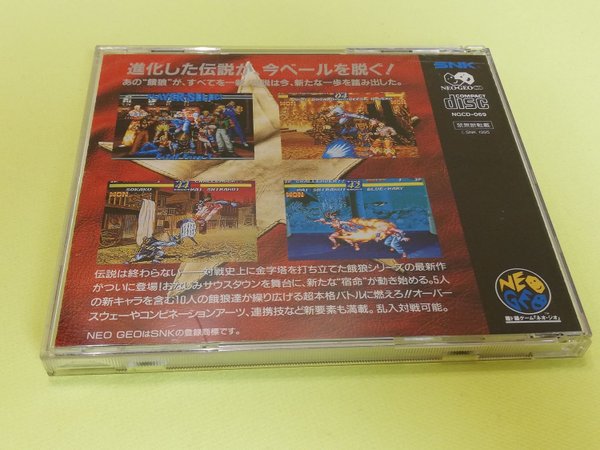 進化した伝説が、今ベールを脱ぐ!
あの"餓狼"が、すべてを一新。伝説は今、新たな一歩を踏み出した。
SNK
NEO・GEO
COMPACT
disc
NGCD-069
禁無断転載
© SNK 1995
SOKAKU
HAI SHIRANUI
BLUE・MARY
伝説は終わらない——対戦史上に金字塔を打ち立てた餓狼シリーズの最新作
がついに登場!おなじみサウスタウンを舞台に、新たな"宿命"が動き始める。5人
の新キャラを含む10人の餓狼達が繰り広げる超本格バトルに燃えろ!!オーバー
スウェーやコンビネーションアーツ、連携技など新要素も満載。乱入対戦可能。
NEO GEOはSNKの登録商標です。
NEO
GEO